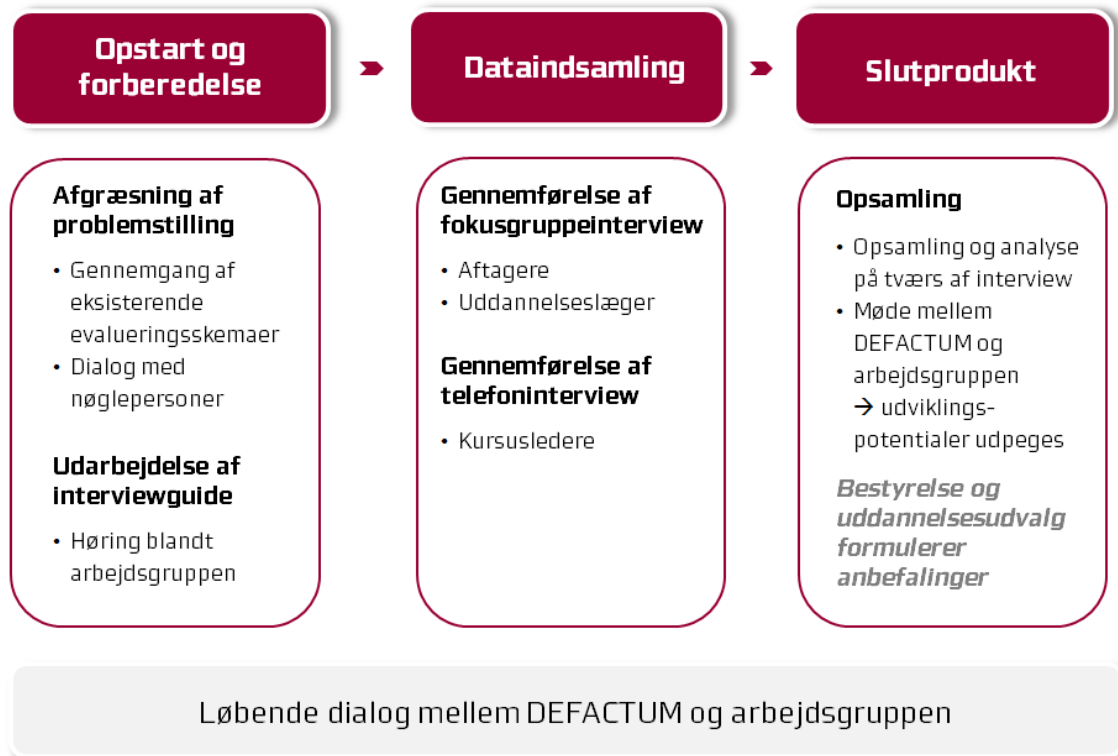 Opstart og
forberedelse
Dataindsamling
Slutprodukt
Afgræsning af
problemstilling
• Gennemgang af
eksisterende
evalueringsskemaer
• Dialog med
nøglepersoner
Udarbejdelse af
interviewguide
• Høring blandt
arbejdsgruppen
Gennemførelse af
fokusgruppeinterview
• Aftagere
• Uddannelseslæger
Gennemførelse af
telefoninterview
• Kursusledere
Opsamling
• Opsamling og analyse
på tværs af interview
• Møde mellem
DEFACTUM og
arbejdsgruppen
→ udviklings-
potentialer udpeges
Bestyrelse og
uddannelsesudvalg
formulerer
anbefalinger
Løbende dialog mellem DEFACTUM og arbejdsgruppen